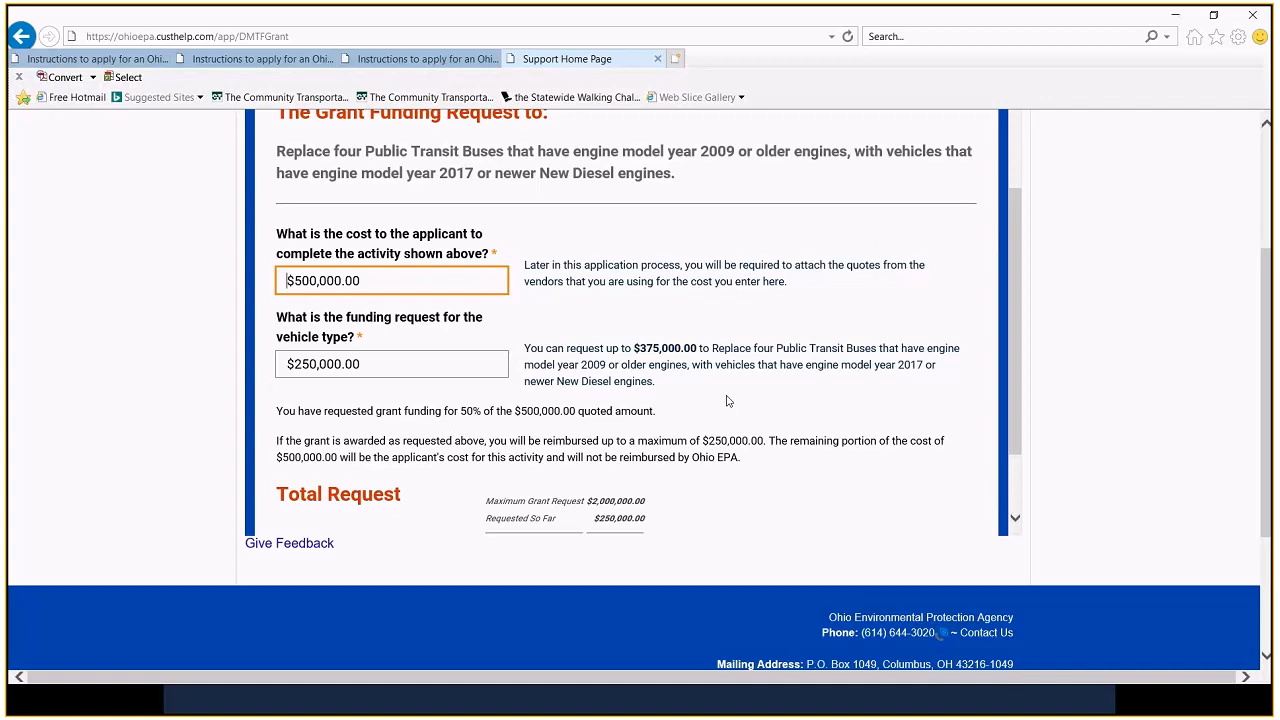 https://ohioepa.custhelp.com/app/DMTFGrant
Search...
Instructions to apply for an Ohi...
Instructions to apply for an Ohi...
Instructions to apply for an Ohi...
Support Home Page
Convert
Select
Free Hotmail
Suggested Sites
The Community Transporta...
The Community Transporta...
the Statewide Walking Chal...
Web Slice Gallery
The Grant Funding Request to:
Replace four Public Transit Buses that have engine model year 2009 or older engines, with vehicles that
have engine model year 2017 or newer New Diesel engines.
What is the cost to the applicant to
complete the activity shown above? *
$500,000.00
Later in this application process, you will be required to attach the quotes from the
vendors that you are using for the cost you enter here.
What is the funding request for the
vehicle type? *
$250,000.00
You can request up to $375,000.00 to Replace four Public Transit Buses that have engine
model year 2009 or older engines, with vehicles that have engine model year 2017 or
newer New Diesel engines.
You have requested grant funding for 50% of the $500,000.00 quoted amount.
If the grant is awarded as requested above, you will be reimbursed up to a maximum of $250,000.00. The remaining portion of the cost of
$500,000.00 will be the applicant's cost for this activity and will not be reimbursed by Ohio EPA.
Total Request
Maximum Grant Request $2,000,000.00
Requested So Far $250,000.00
Give Feedback
Ohio Environmental Protection Agency
Phone: (614) 644-3020 ~ Contact Us
Mailing Address: P.O. Box 1049, Columbus, OH 43216-1049